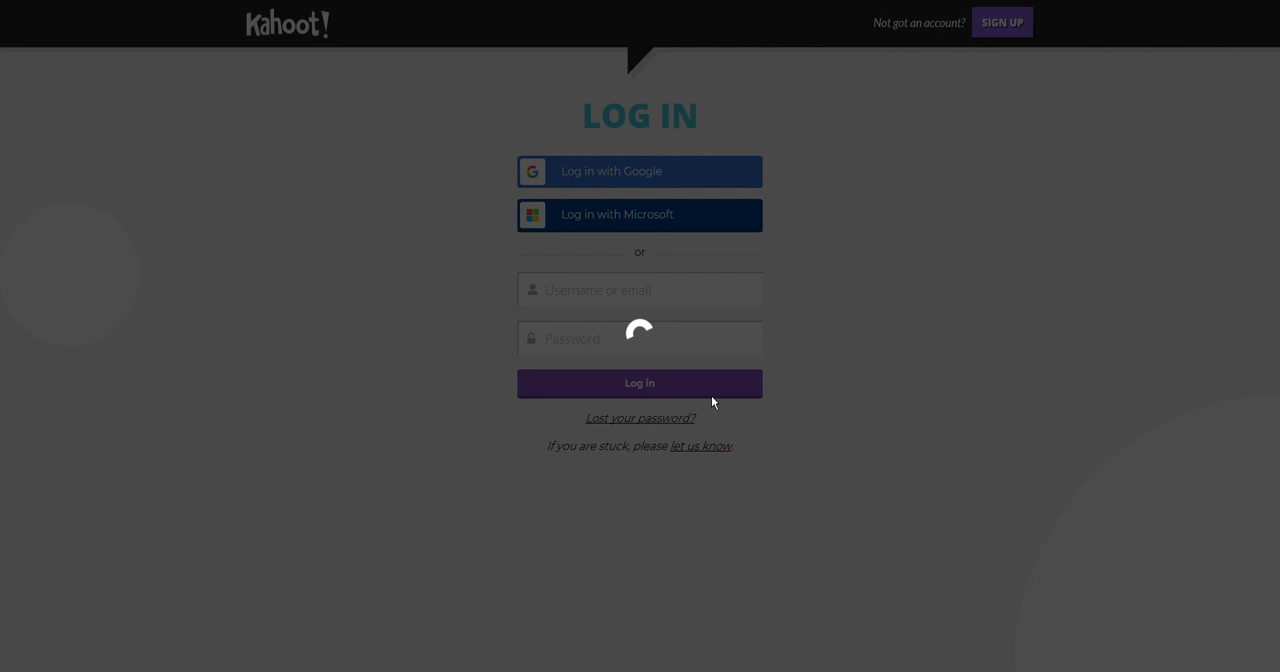 Kahoot!
Not got an account? SIGN UP
LOG IN
Log in with Google
Log in with Microsoft
or
Username or email
Password
Log in
Lost your password?
If you are stuck, please let us know.